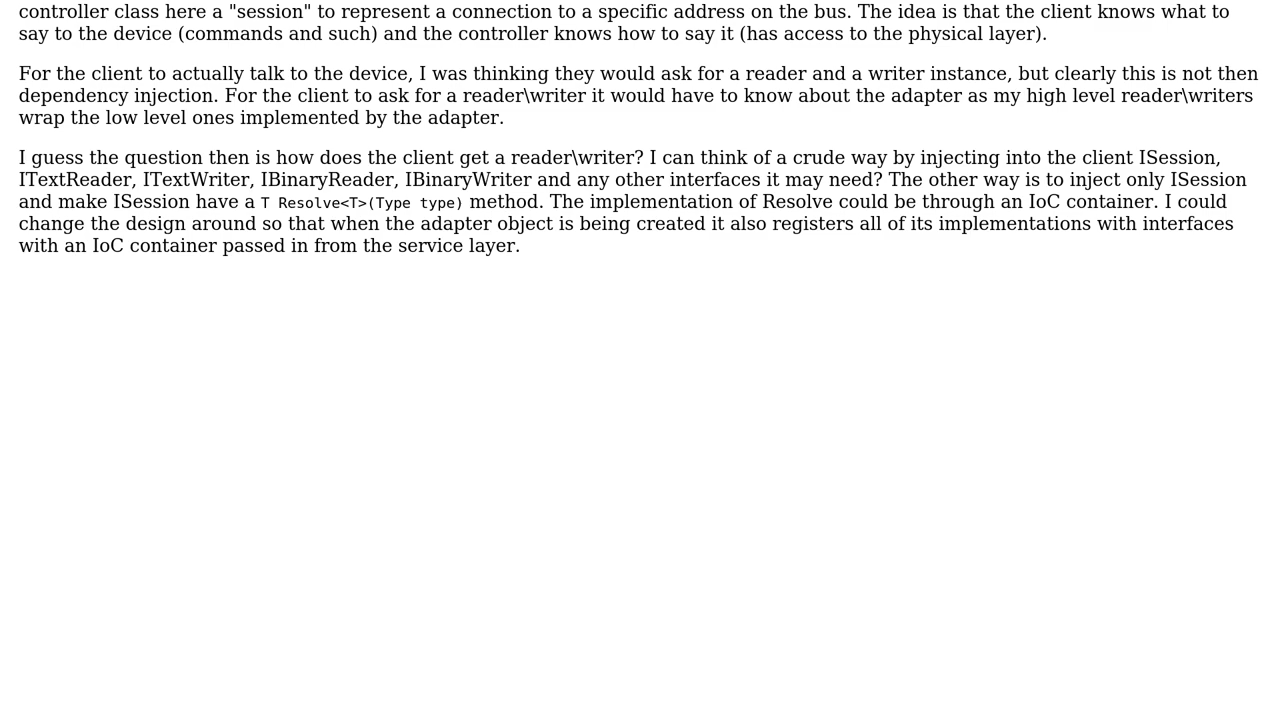 controller class here a "session" to represent a connection to a specific address on the bus. The idea is that the client knows what to
say to the device (commands and such) and the controller knows how to say it (has access to the physical layer).
For the client to actually talk to the device, I was thinking they would ask for a reader and a writer instance, but clearly this is not then
dependency injection. For the client to ask for a reader\writer it would have to know about the adapter as my high level reader\writers
wrap the low level ones implemented by the adapter.
I guess the question then is how does the client get a reader\writer? I can think of a crude way by injecting into the client ISession,
ITextReader, ITextWriter, IBinaryReader, IBinaryWriter and any other interfaces it may need? The other way is to inject only ISession
and make ISession have a T Resolve<T>(Type type) method. The implementation of Resolve could be through an IoC container. I could
change the design around so that when the adapter object is being created it also registers all of its implementations with interfaces
with an IoC container passed in from the service layer.